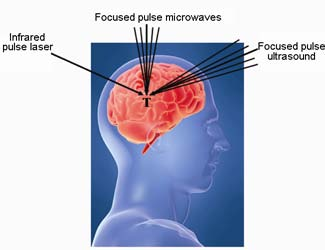 Focused pulse microwaves
Infrared
pulse laser
Focused pulse
ultrasound
T